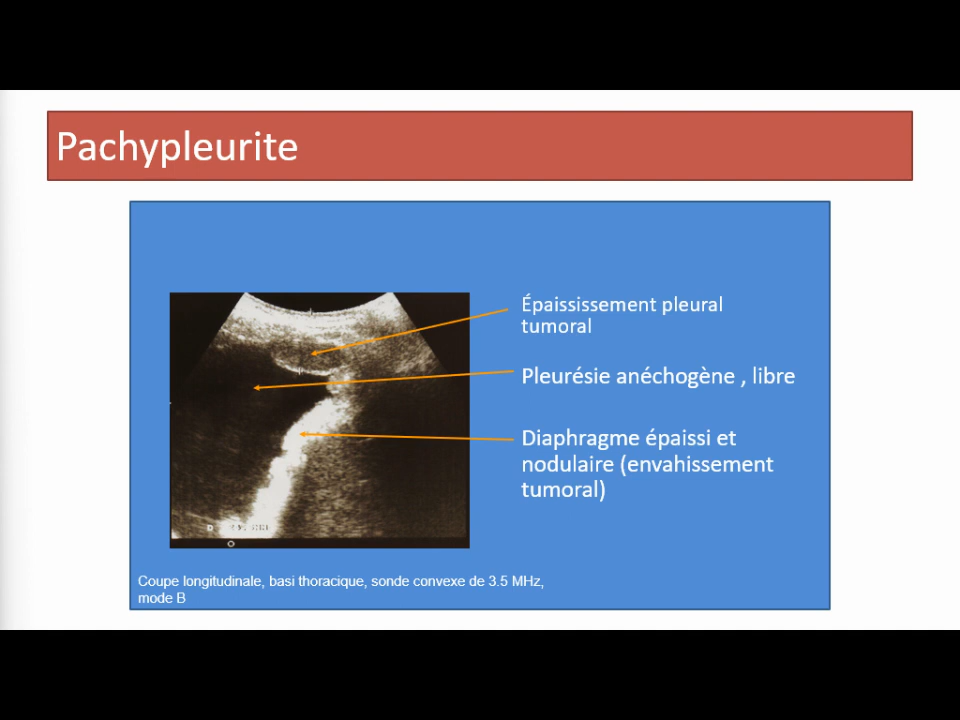 Pachypleurite
Épaississement pleural
tumoral
Pleurésie anéchogène , libre
Diaphragme épaissi et
nodulaire (envahissement
tumoral)
Coupe longitudinale, basi thoracique, sonde convexe de 3.5 MHz,
mode B